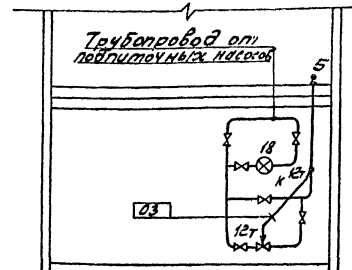 Трубопровод от
подпиточных насосов
5
18
К 12т
03
12т